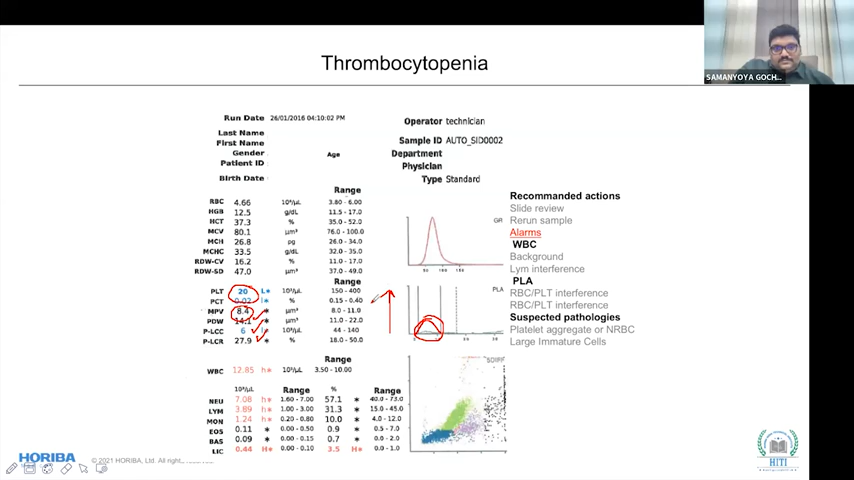 SAMANYOYA GOCH...
Thrombocytopenia
Run Date 26/01/2016 04:10:02 PM
Operator technician
Last Name
First Name
Gender
Patient ID :
Birth Date
Age
Sample ID AUTO_SID0002
Department
Physician
Type Standard
Range
RBC 4.66 10⁶/µL 3.80 - 6.00
HGB 12.5 g/dL 11.5 - 17.0
HCT 37.3 % 35.0 - 52.0
MCV 80.1 µm³ 76.0 - 100.0
MCH 26.8 pg 26.0 - 34.0
MCHC 33.5 g/dL 32.0 - 35.0
RDW-CV 16.2 % 11.0 - 17.0
RDW-SD 47.0 µm³ 37.0 - 49.0
Range
PLT 20 L* 10³/µL 150 - 400
PCT 0.02 l* % 0.15 - 0.40
MPV 8.4 * µm³ 8.0 - 11.0
PDW 14.1 * µm³ 11.0 - 22.0
P-LCC 6 l* 10³/µL 44 - 140
P-LCR 27.9 * % 18.0 - 50.0
Range
WBC 12.85 h* 10³/µL 3.50 - 10.00
10³/µL Range % Range
NEU 7.08 h* 1.60 - 7.00 57.1 * 40.0 - 73.0
LYM 3.89 h* 1.00 - 3.00 31.3 * 15.0 - 45.0
MON 1.24 h* 0.20 - 0.80 10.0 * 4.0 - 12.0
EOS 0.11 * 0.00 - 0.50 0.9 * 0.5 - 7.0
BAS 0.09 * 0.00 - 0.15 0.7 * 0.0 - 2.0
LIC 0.44 H* 0.00 - 0.10 3.5 H* 0.0 - 1.0
GR
50 100 150
PLA
SDIFF
Recommanded actions
Slide review
Rerun sample
Alarms
WBC
Background
Lym interference
PLA
RBC/PLT interference
RBC/PLT interference
Suspected pathologies
Platelet aggregate or NRBC
Large Immature Cells
HORIBA
© 2021 HORIBA, Ltd. All rights reserved.
HITI